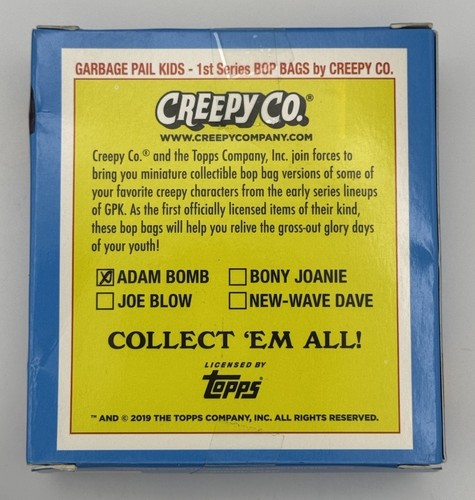 GARBAGE PAIL KIDS - 1st Series BOP BAGS by CREEPY CO.
CREEPY CO.®
WWW.CREEPYCOMPANY.COM
Creepy Co.® and the Topps Company, Inc. join forces to
bring you miniature collectible bop bag versions of some of
your favorite creepy characters from the early series lineups
of GPK. As the first officially licensed items of their kind,
these bop bags will help you relive the gross-out glory days
of your youth!
☒ ADAM BOMB ☐ BONY JOANIE
☐ JOE BLOW ☐ NEW-WAVE DAVE
COLLECT 'EM ALL!
LICENSED BY
Topps®
™ AND © 2019 THE TOPPS COMPANY, INC. ALL RIGHTS RESERVED.